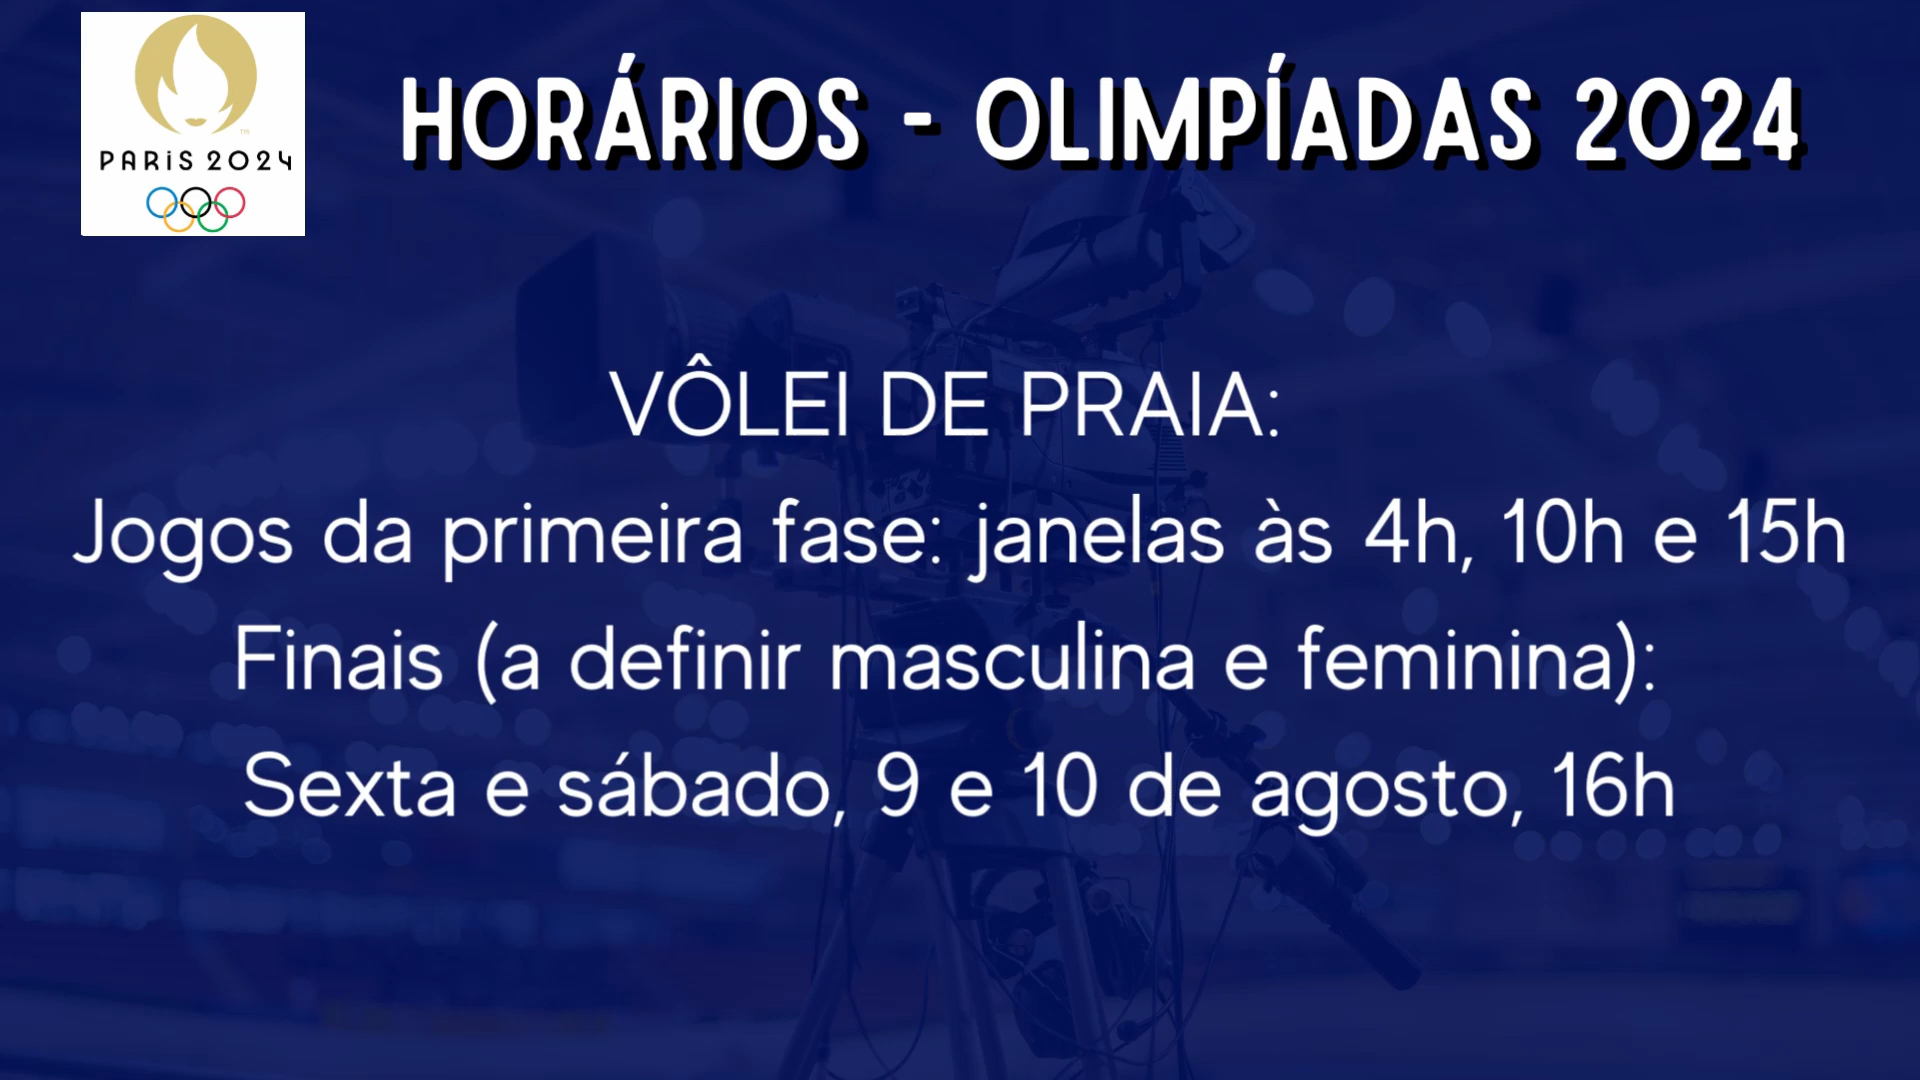 PARIS 2024
HORÁRIOS - OLIMPÍADAS 2024
VÔLEI DE PRAIA:
Jogos da primeira fase: janelas às 4h, 10h e 15h
Finais (a definir masculina e feminina):
Sexta e sábado, 9 e 10 de agosto, 16h